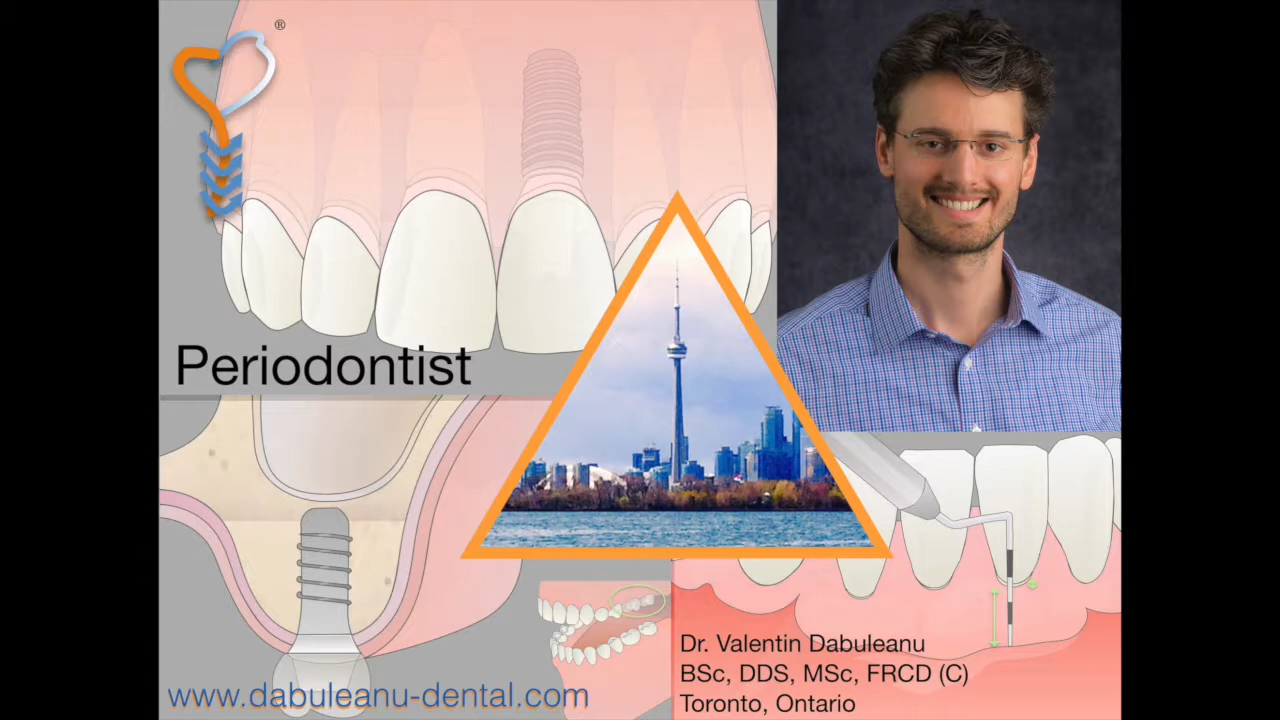 ®
Periodontist
Dr. Valentin Dabuleanu
BSc, DDS, MSc, FRCD (C)
Toronto, Ontario
www.dabuleanu-dental.com